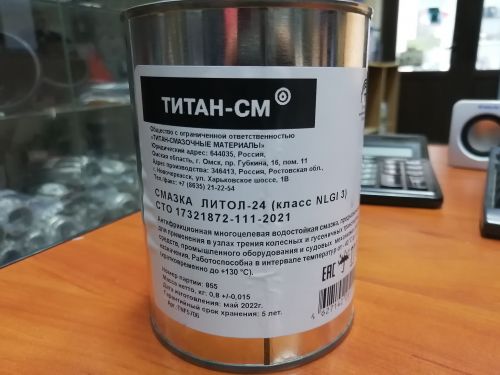 ТИТАН-СМ
Общество с ограниченной ответственностью
«ТИТАН-СМАЗОЧНЫЕ МАТЕРИАЛЫ»
Юридический адрес: 644035, Россия,
Омская область, г. Омск, пр. Губкина, 16, пом. 11
Адрес производства: 346413, Россия, Ростовская обл.,
г. Новочеркасск, ул. Харьковское шоссе, 1В
Тел./факс: +7 (8635) 21-22-54
СМАЗКА ЛИТОЛ-24 (класс NLGI 3)
СТО 17321872-111-2021
Антифрикционная многоцелевая водостойкая смазка,
для применения в узлах трения колесных и гусеничных
средств, промышленного оборудования и судовых
назначения. Работоспособна в интервале температур от
(кратковременно до +130 °С).
Номер партии: 855
Масса нетто, кг: 0,8 +/-0,015
Дата изготовления: май 2022г.
Гарантийный срок хранения: 5 лет.
EAC